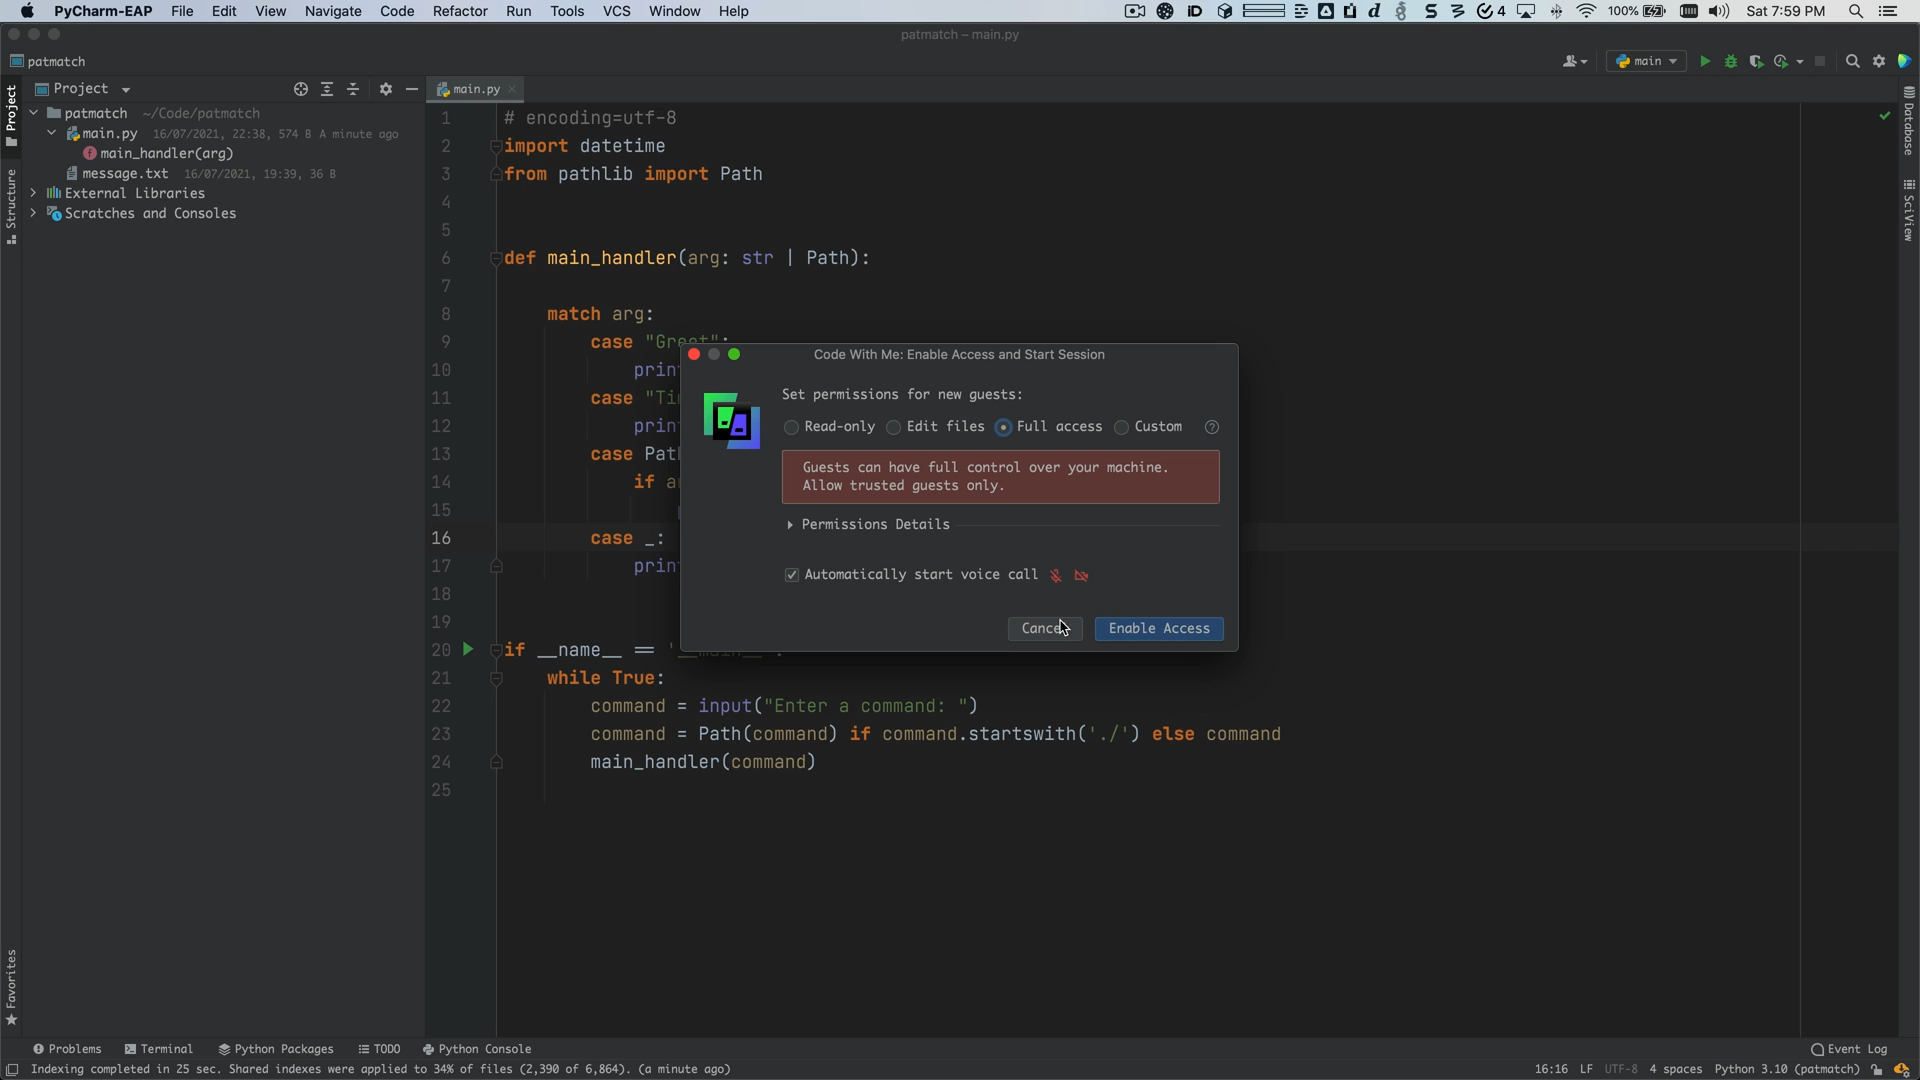 PyCharm-EAP File Edit View Navigate Code Refactor Run Tools VCS Window Help
4 100% Sat 7:59 PM
patmatch – main.py
patmatch
main
Project
main.py
patmatch ~/Code/patmatch
main.py 16/07/2021, 22:38, 574 B A minute ago
main_handler(arg)
message.txt 16/07/2021, 19:39, 36 B
External Libraries
Scratches and Consoles
Project
Structure
Favorites
Database
SciView
1 # encoding=utf-8
2 import datetime
3 from pathlib import Path
4
5
6 def main_handler(arg: str | Path):
7
8 match arg:
9 case "Greet":
10 prin
11 case "Ti
12 prin
13 case Pat
14 if a
15
16 case _:
17 prin
18
19
20 if __name__ ==
21 while True:
22 command = input("Enter a command: ")
23 command = Path(command) if command.startswith('./') else command
24 main_handler(command)
25
Code With Me: Enable Access and Start Session
Set permissions for new guests:
Read-only Edit files Full access Custom ?
Guests can have full control over your machine.
Allow trusted guests only.
Permissions Details
Automatically start voice call
Cancel Enable Access
Problems Terminal Python Packages TODO Python Console Event Log
Indexing completed in 25 sec. Shared indexes were applied to 34% of files (2,390 of 6,864). (a minute ago) 16:16 LF UTF-8 4 spaces Python 3.10 (patmatch)